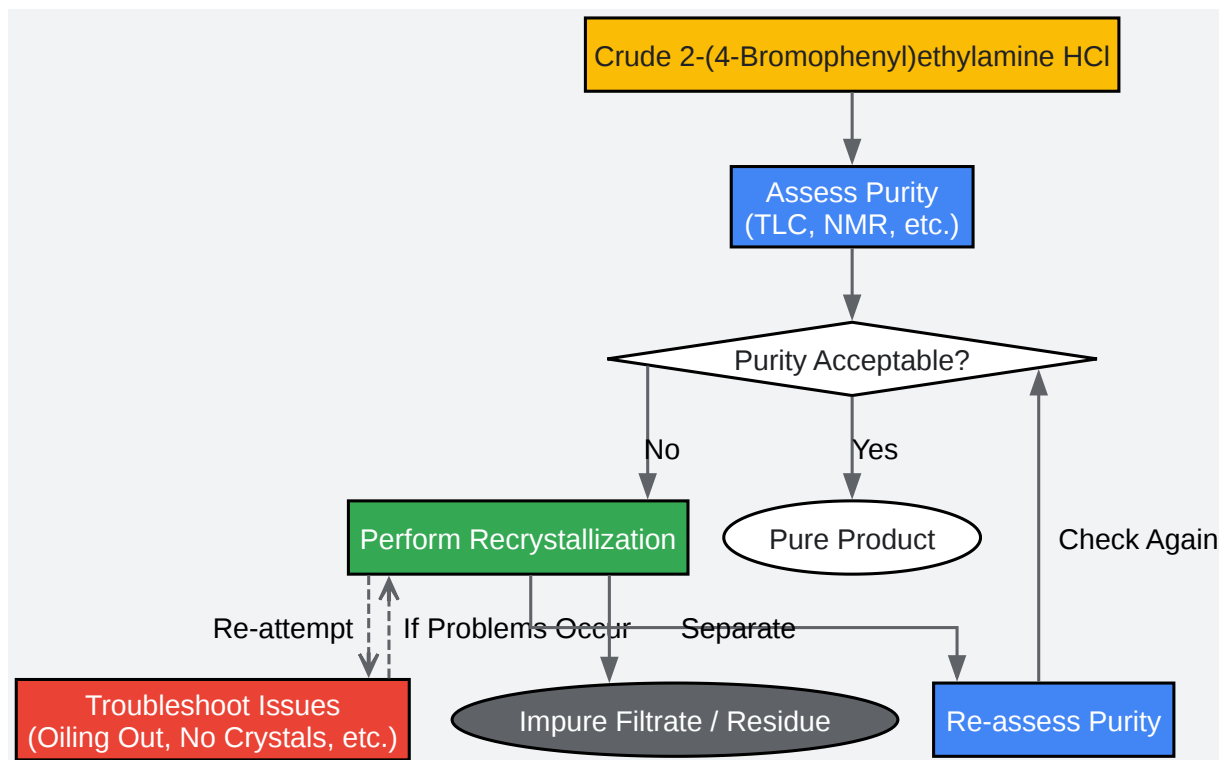 Crude 2-(4-Bromophenyl)ethylamine HCl
Assess Purity
(TLC, NMR, etc.)
Purity Acceptable?
No
Yes
Perform Recrystallization
Pure Product
Check Again
Re-attempt
If Problems Occur
Separate
Troubleshoot Issues
(Oiling Out, No Crystals, etc.)
Impure Filtrate / Residue
Re-assess Purity